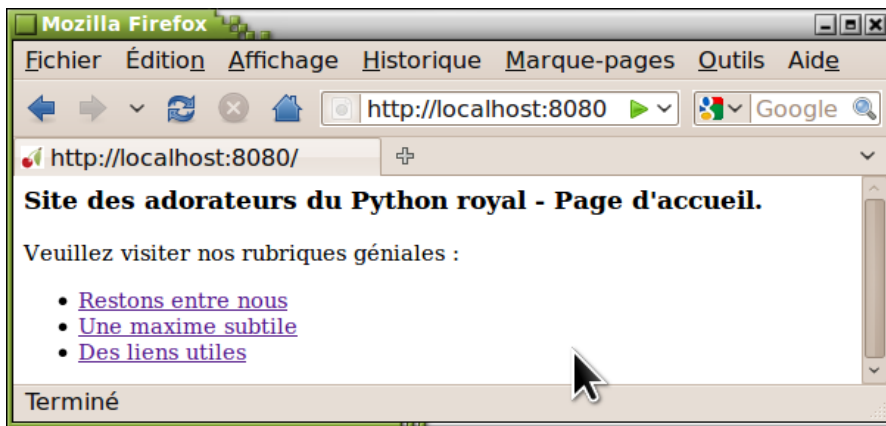 Mozilla Firefox
Fichier Édition Affichage Historique Marque-pages Outils Aide
http://localhost:8080 Google
http://localhost:8080/
Site des adorateurs du Python royal - Page d'accueil.
Veuillez visiter nos rubriques géniales :
• Restons entre nous
• Une maxime subtile
• Des liens utiles
Terminé